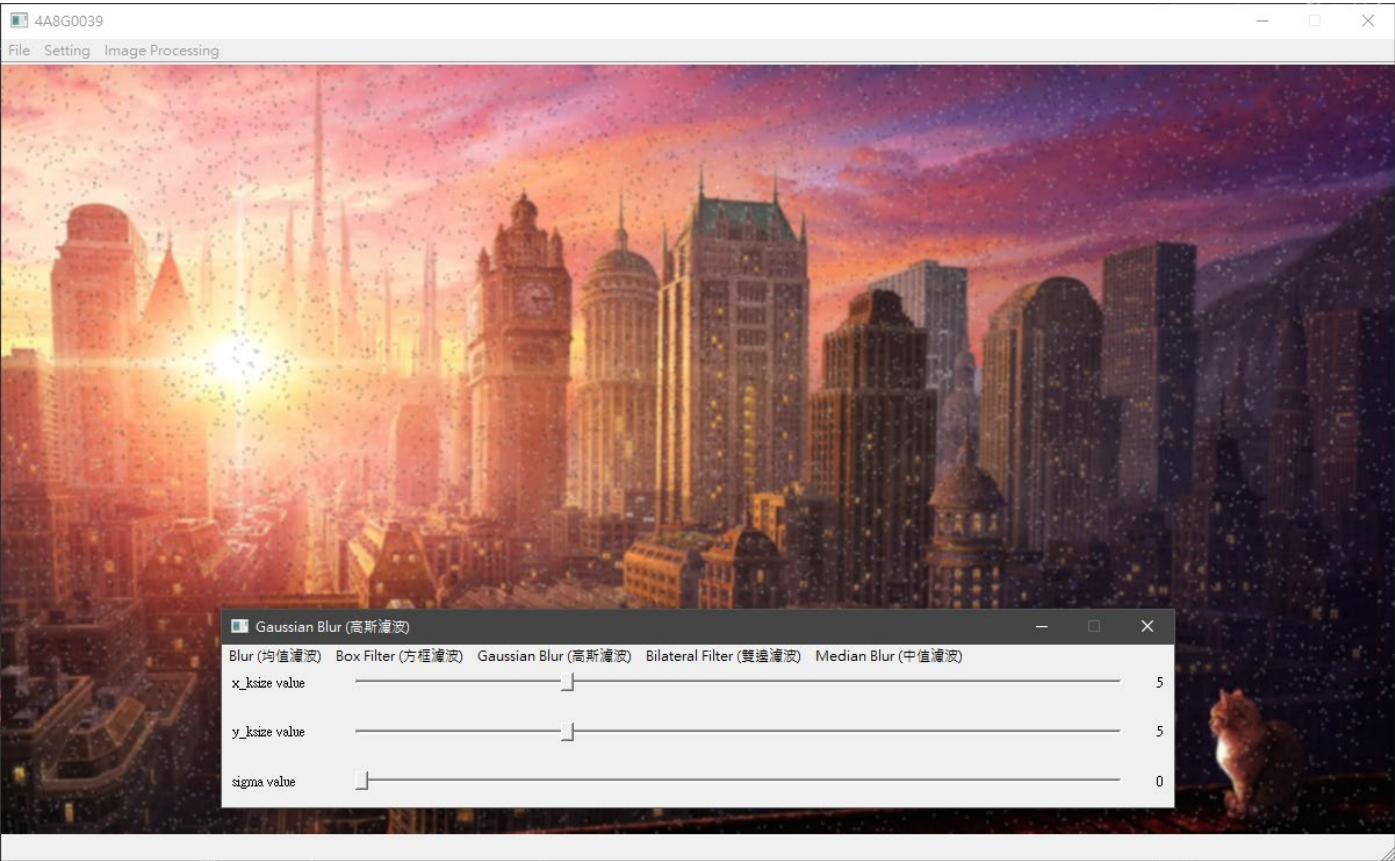 4A8G0039
File Setting Image Processing
Gaussian Blur (高斯濾波)
Blur (均值濾波) Box Filter (方框濾波) Gaussian Blur (高斯濾波) Bilateral Filter (雙邊濾波) Median Blur (中值濾波)
x_ksize value 5
y_ksize value 5
sigma value 0